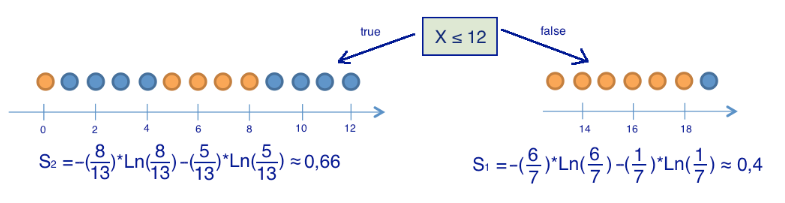 true
X ≤ 12
false
0 2 4 6 8 10 12
14 16 18
S₂ =−(8/13)*Ln(8/13)−(5/13)*Ln(5/13) ≈ 0,66
S₁ =−(6/7)*Ln(6/7)−(1/7)*Ln(1/7) ≈ 0,4